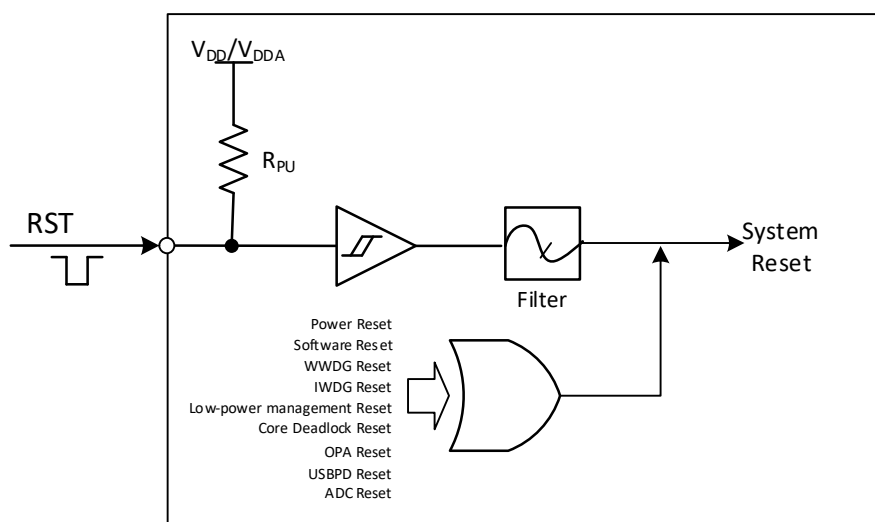 VDD/VDDA
RPU
RST
System
Reset
Filter
Power Reset
Software Reset
WWDG Reset
IWDG Reset
Low-power management Reset
Core Deadlock Reset
OPA Reset
USBPD Reset
ADC Reset